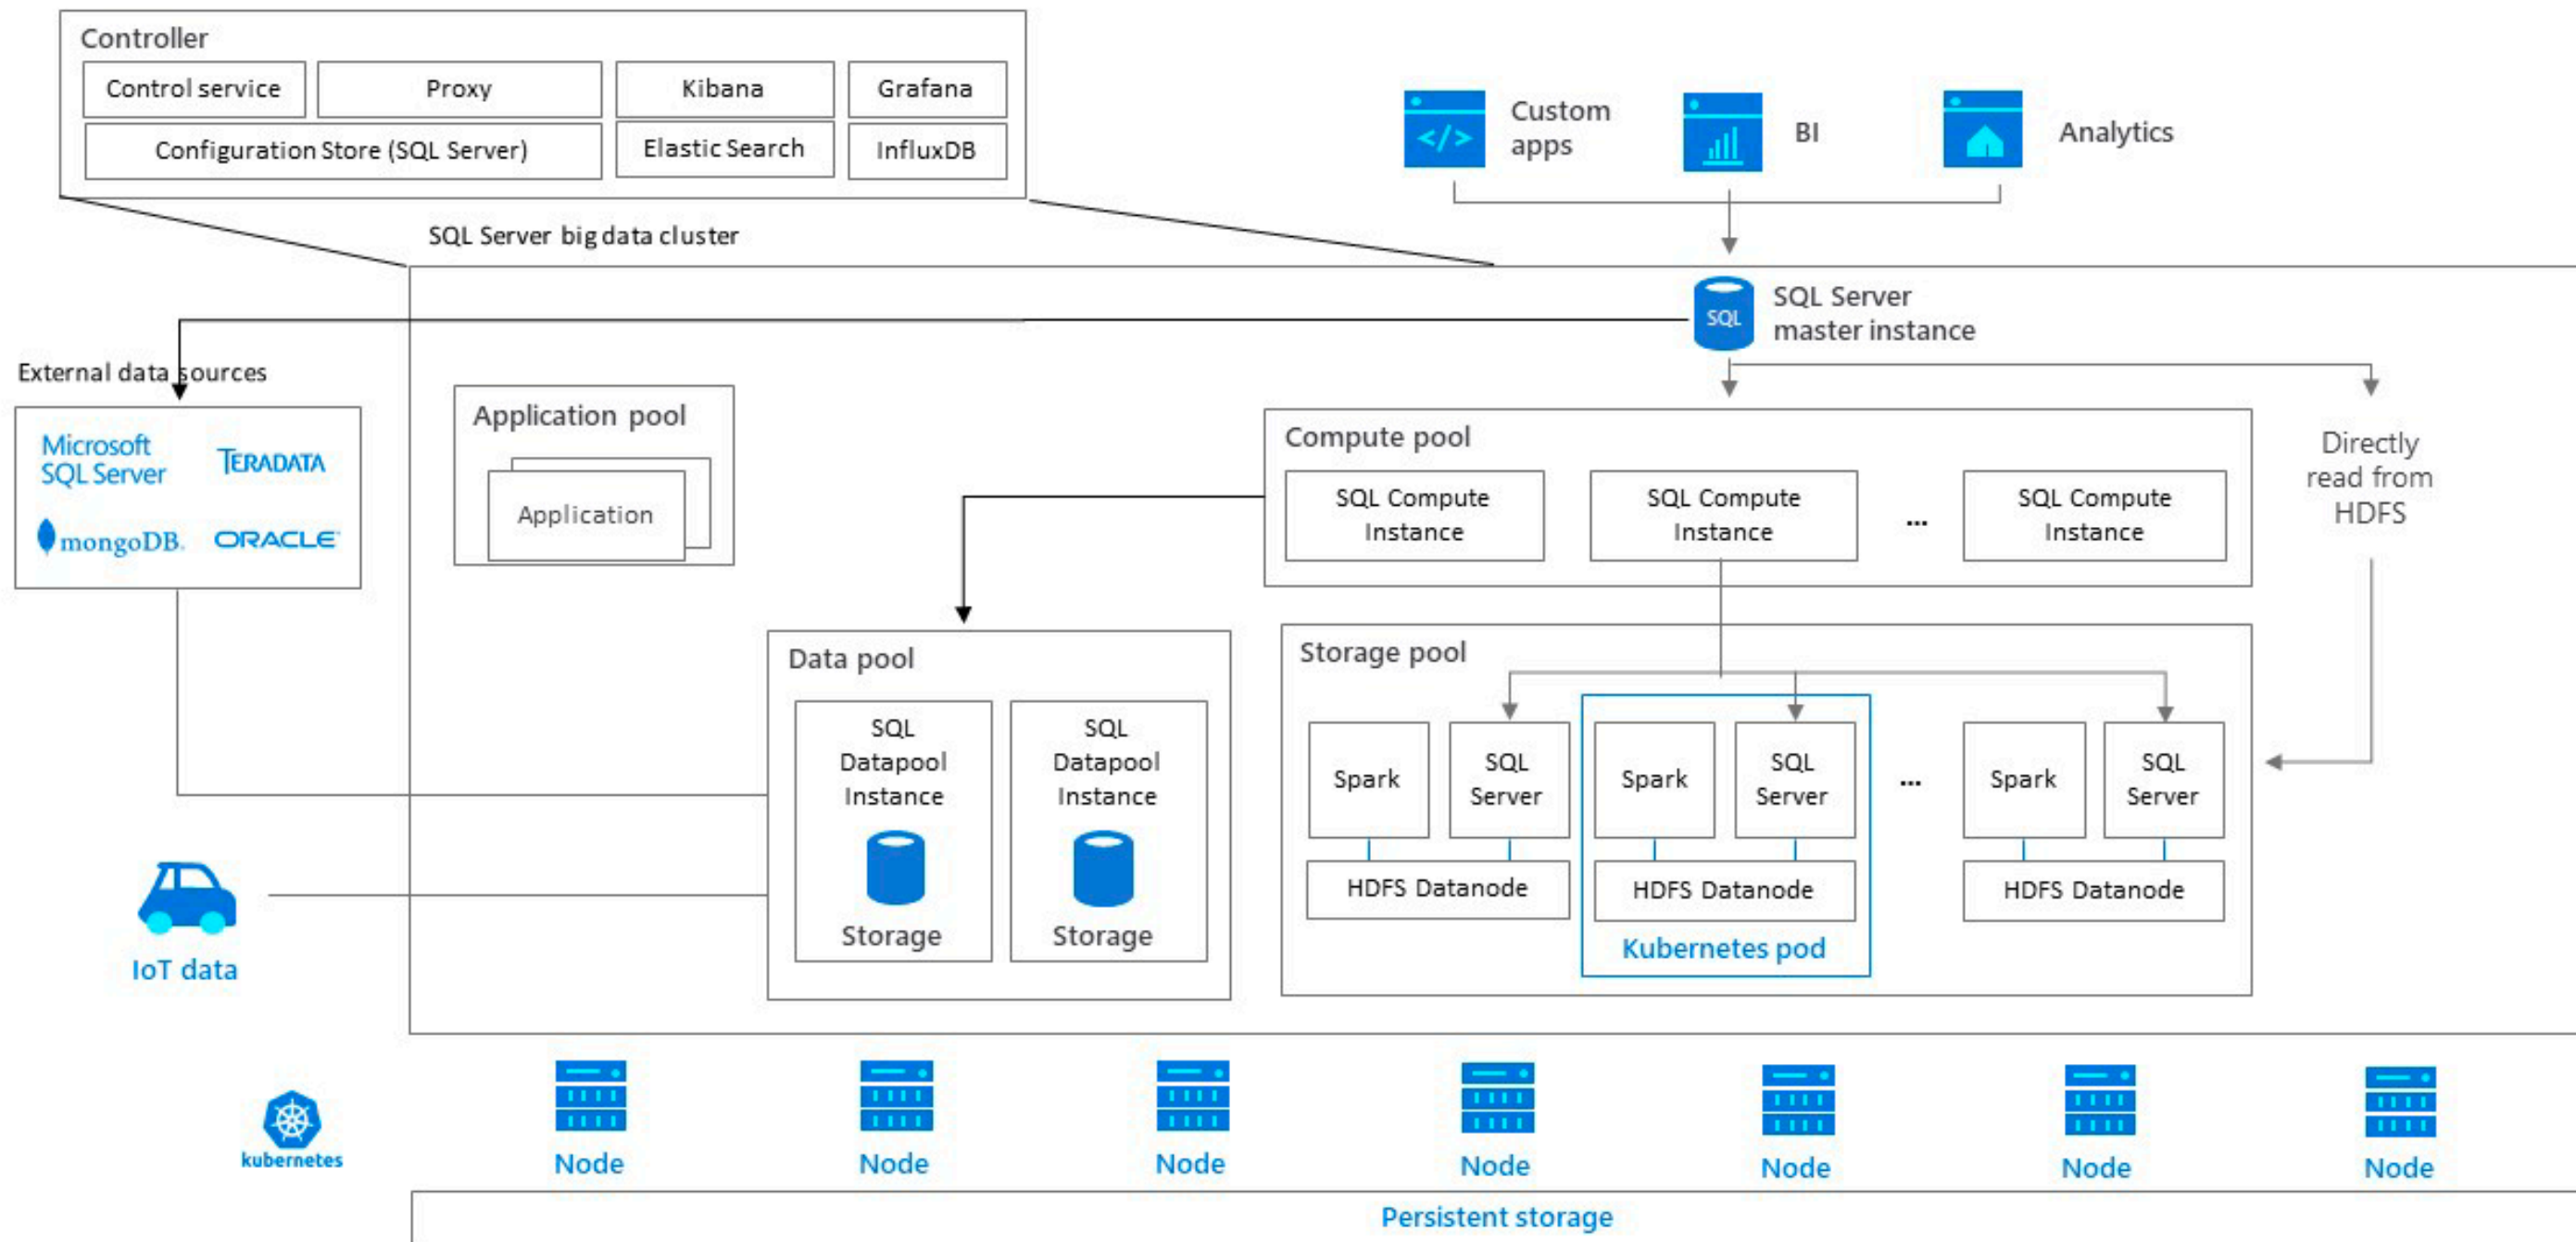 Controller
Control service
Proxy
Kibana
Grafana
Configuration Store (SQL Server)
Elastic Search
InfluxDB
Custom
apps
BI
Analytics
SQL Server big data cluster
SQL
SQL Server
master instance
External data sources
Microsoft
SQL Server
TERADATA
mongoDB.
ORACLE
Application pool
Application
Compute pool
SQL Compute
Instance
SQL Compute
Instance
...
SQL Compute
Instance
Directly
read from
HDFS
Data pool
SQL
Datapool
Instance
Storage
SQL
Datapool
Instance
Storage
Storage pool
Spark
SQL
Server
HDFS Datanode
Spark
SQL
Server
HDFS Datanode
Kubernetes pod
...
Spark
SQL
Server
HDFS Datanode
</>
IoT data
kubernetes
Node
Node
Node
Node
Node
Node
Node
Persistent storage